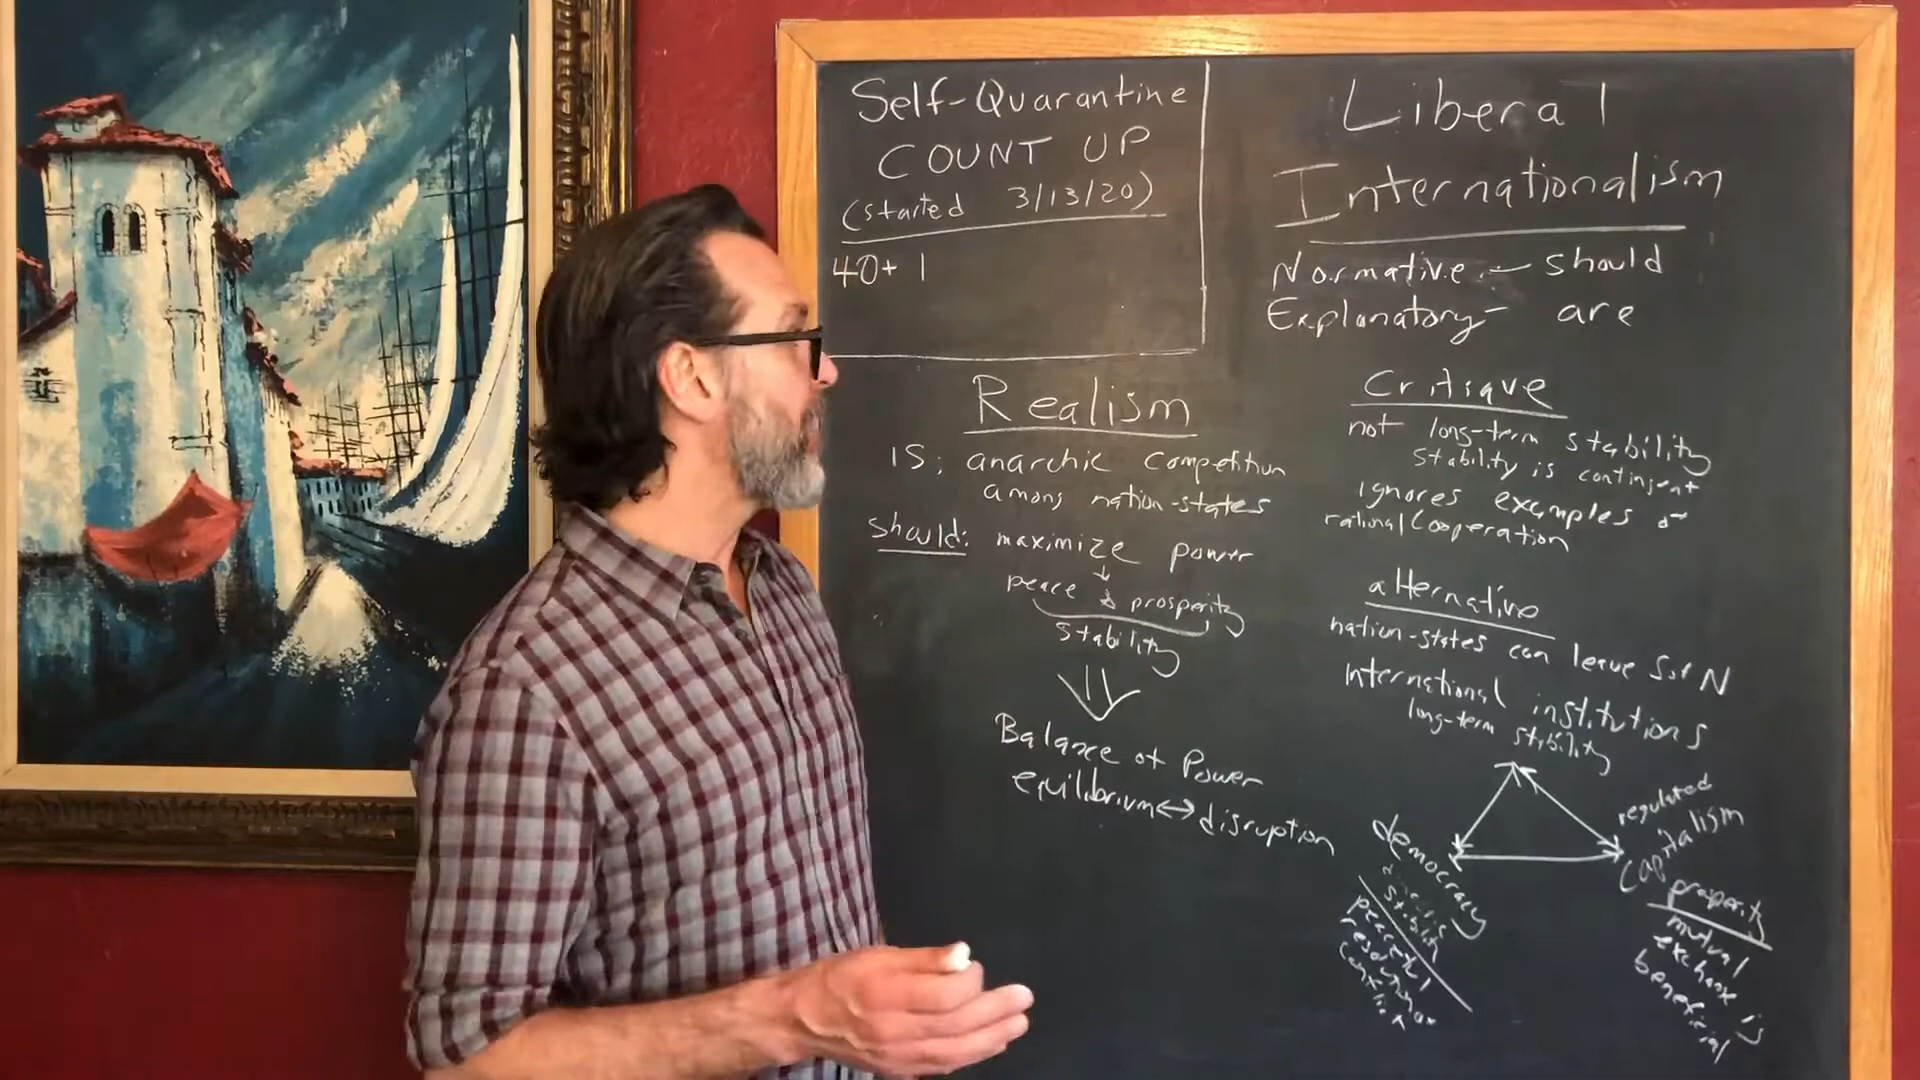 Self-Quarantine
COUNT UP
(started 3/13/20)
40+ 1
Realism
IS: anarchic competition
among nation-states
Should: maximize power
↓
peace & prosperity
stability
Balance of Power
equilibrium ↔ disruption
Liberal
Internationalism
Normative - should
Explanatory - are
Critique
not long-term stability
stability is contingent
ignores examples of
rational cooperation
alternative
nation-states can leave S of N
International institutions
long-term stability
democracy
stability
peaceful
regulated
capitalism
prosperity
mutual
exchange is
beneficial